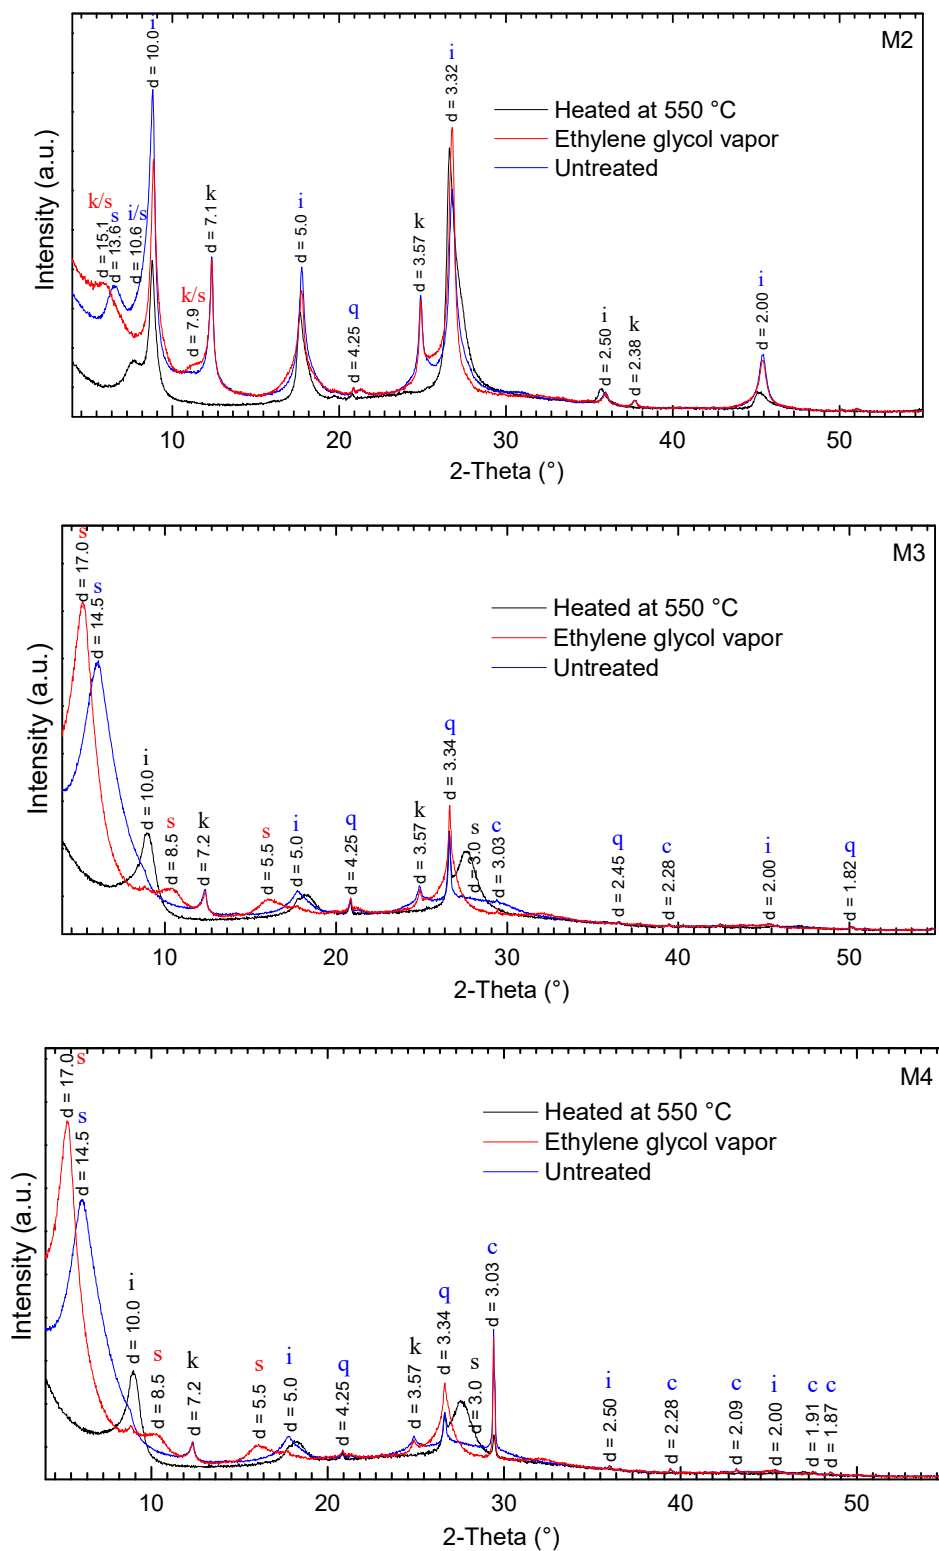 M2
i
d = 10.0
i
d = 3.32
Heated at 550 °C
Ethylene glycol vapor
Untreated
k/s
d = 15.1
s
d = 13.6
i/s
d = 10.6
k/s
d = 7.9
k
d = 7.1
i
d = 5.0
q
d = 4.25
k
d = 3.57
i
d = 2.50
k
d = 2.38
i
d = 2.00
Intensity (a.u.)
10 20 30 40 50
2-Theta (°)
M3
s
d = 17.0
s
d = 14.5
Heated at 550 °C
Ethylene glycol vapor
Untreated
i
d = 10.0
s
d = 8.5
k
d = 7.2
s
d = 5.5
i
d = 5.0
q
d = 4.25
k
d = 3.57
q
d = 3.34
s
d = 3.0
c
d = 3.03
q
d = 2.45
c
d = 2.28
i
d = 2.00
q
d = 1.82
Intensity (a.u.)
10 20 30 40 50
2-Theta (°)
M4
s
d = 17.0
s
d = 14.5
Heated at 550 °C
Ethylene glycol vapor
Untreated
i
d = 10.0
s
d = 8.5
k
d = 7.2
s
d = 5.5
i
d = 5.0
q
d = 4.25
k
d = 3.57
q
d = 3.34
s
d = 3.0
c
d = 3.03
i
d = 2.50
c
d = 2.28
c
d = 2.09
i
d = 2.00
c
d = 1.91
c
d = 1.87
Intensity (a.u.)
10 20 30 40 50
2-Theta (°)